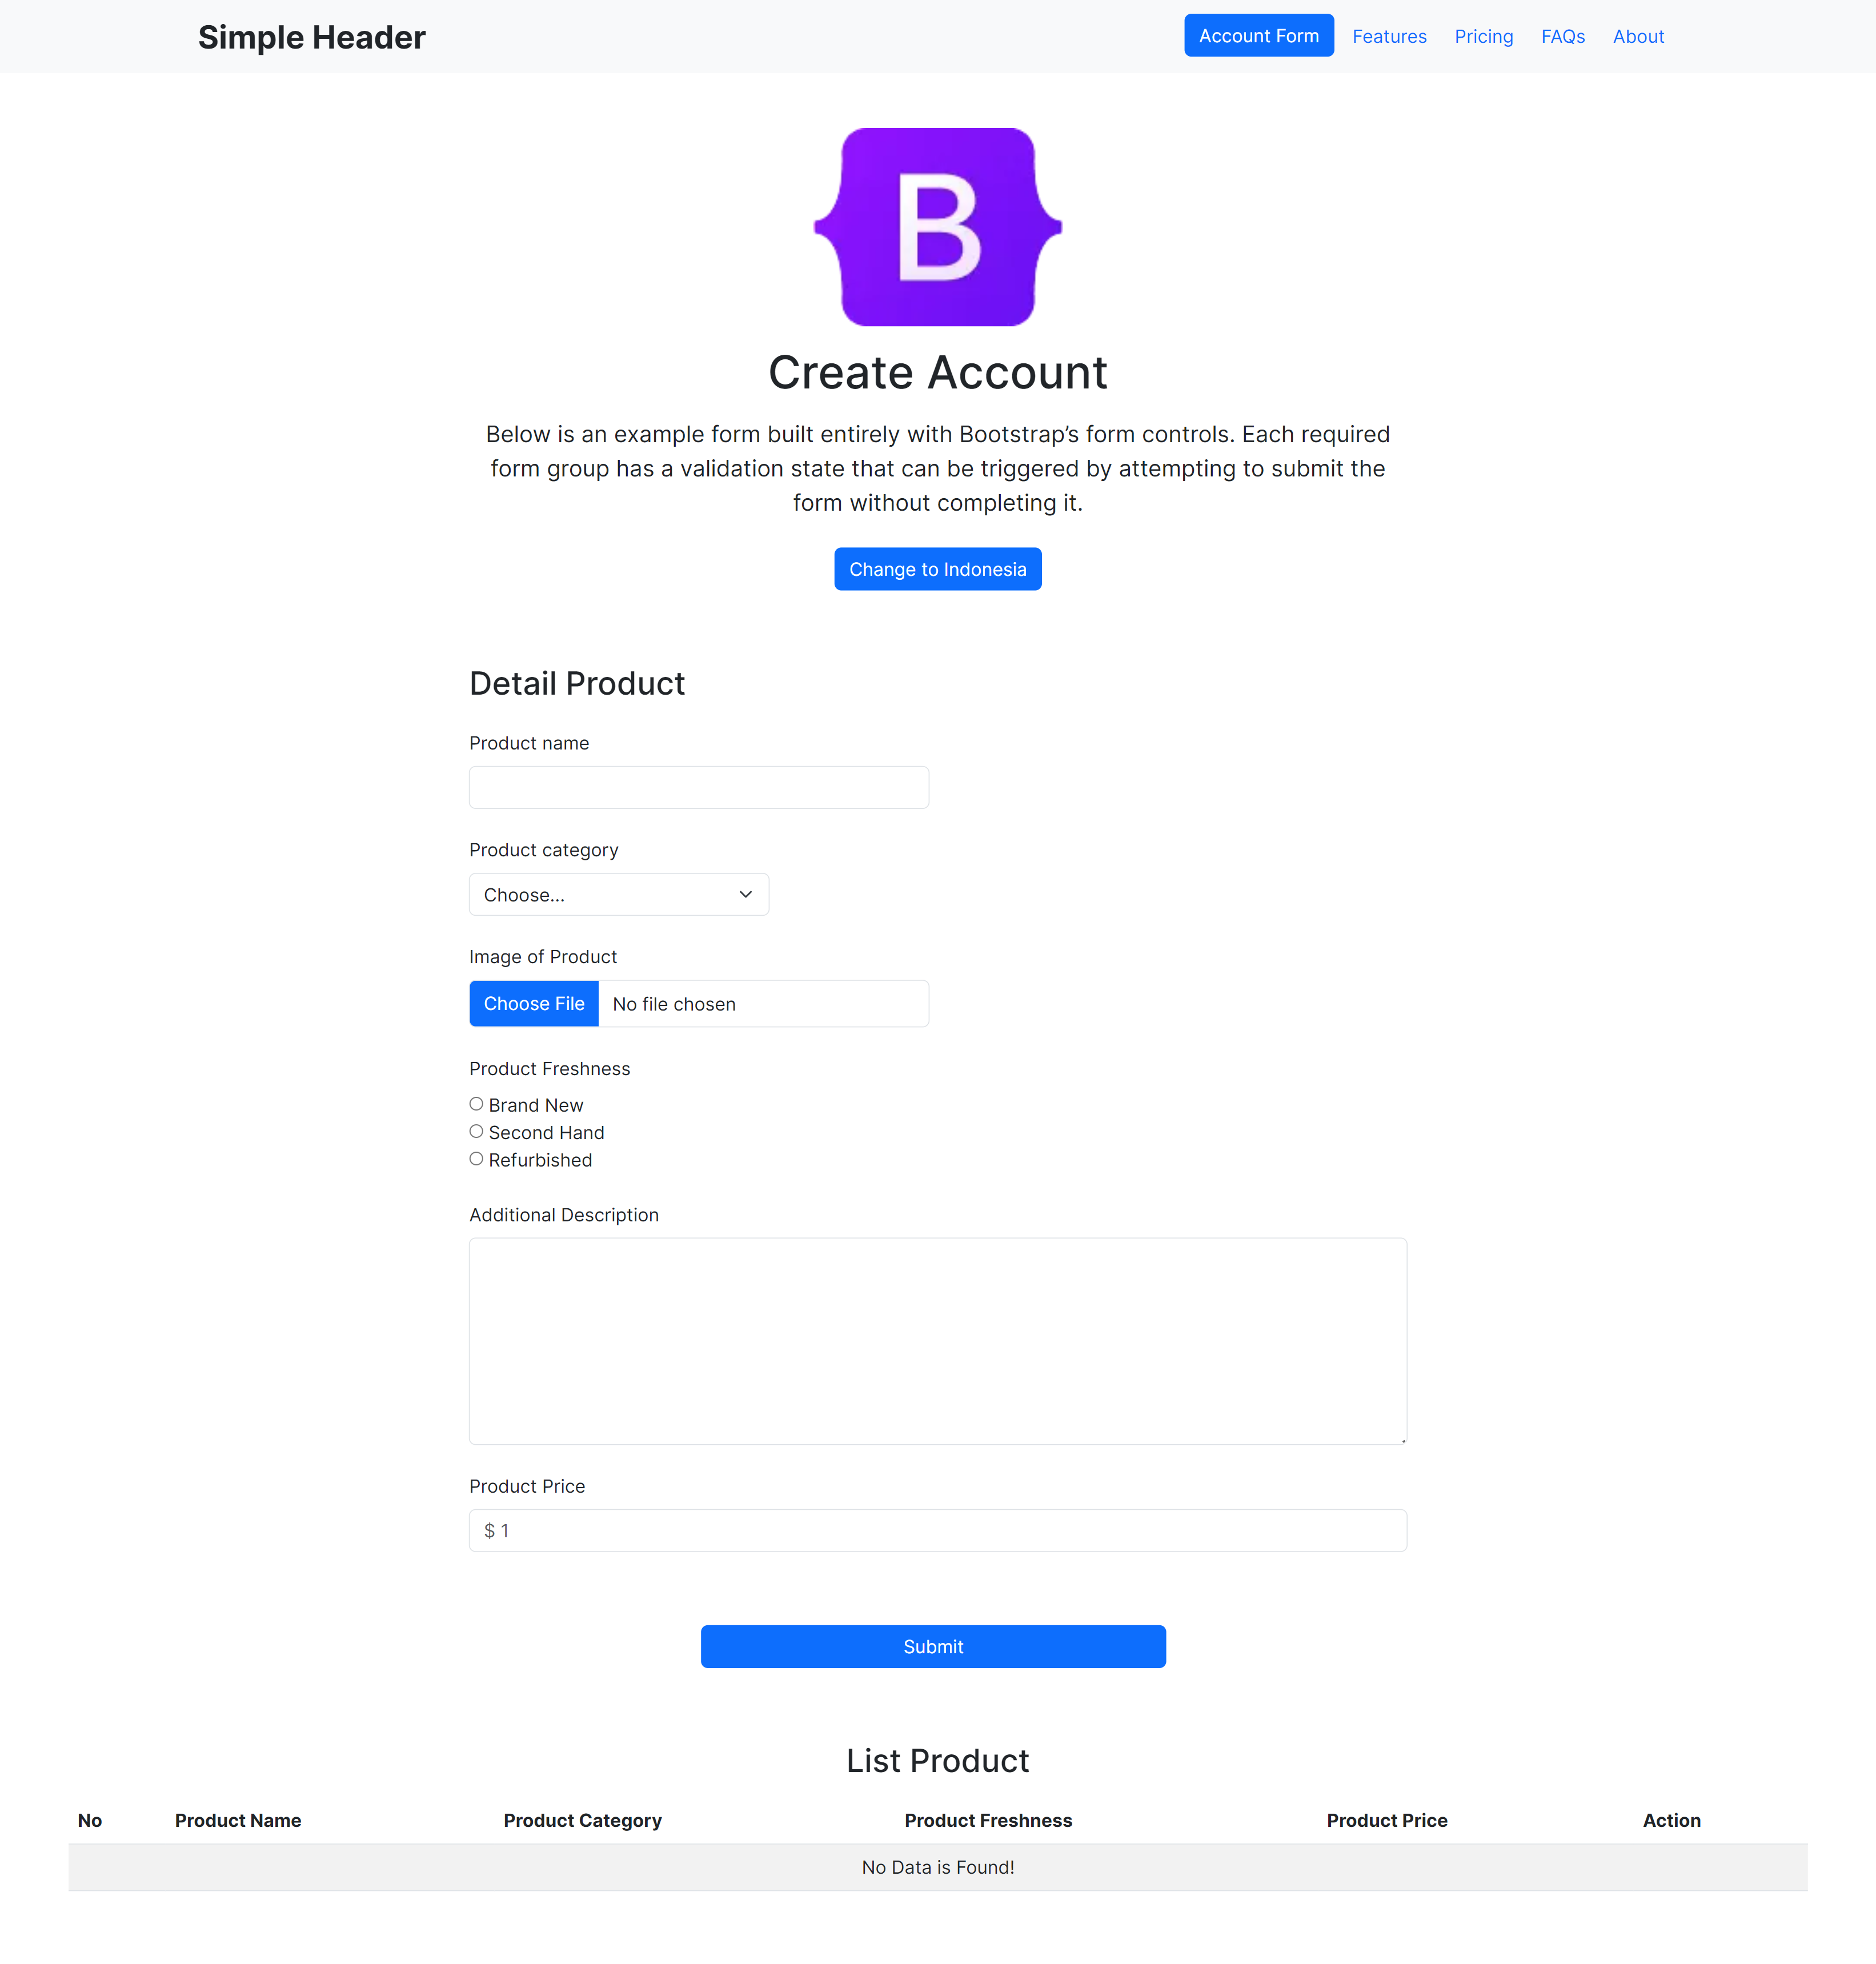 Simple Header
Account Form Features Pricing FAQs About
B
Create Account
Below is an example form built entirely with Bootstrap’s form controls. Each required
form group has a validation state that can be triggered by attempting to submit the
form without completing it.
Change to Indonesia
Detail Product
Product name
Product category
Choose...
Image of Product
Choose File No file chosen
Product Freshness
Brand New
Second Hand
Refurbished
Additional Description
Product Price
$ 1
Submit
List Product
No Product Name Product Category Product Freshness Product Price Action
No Data is Found!